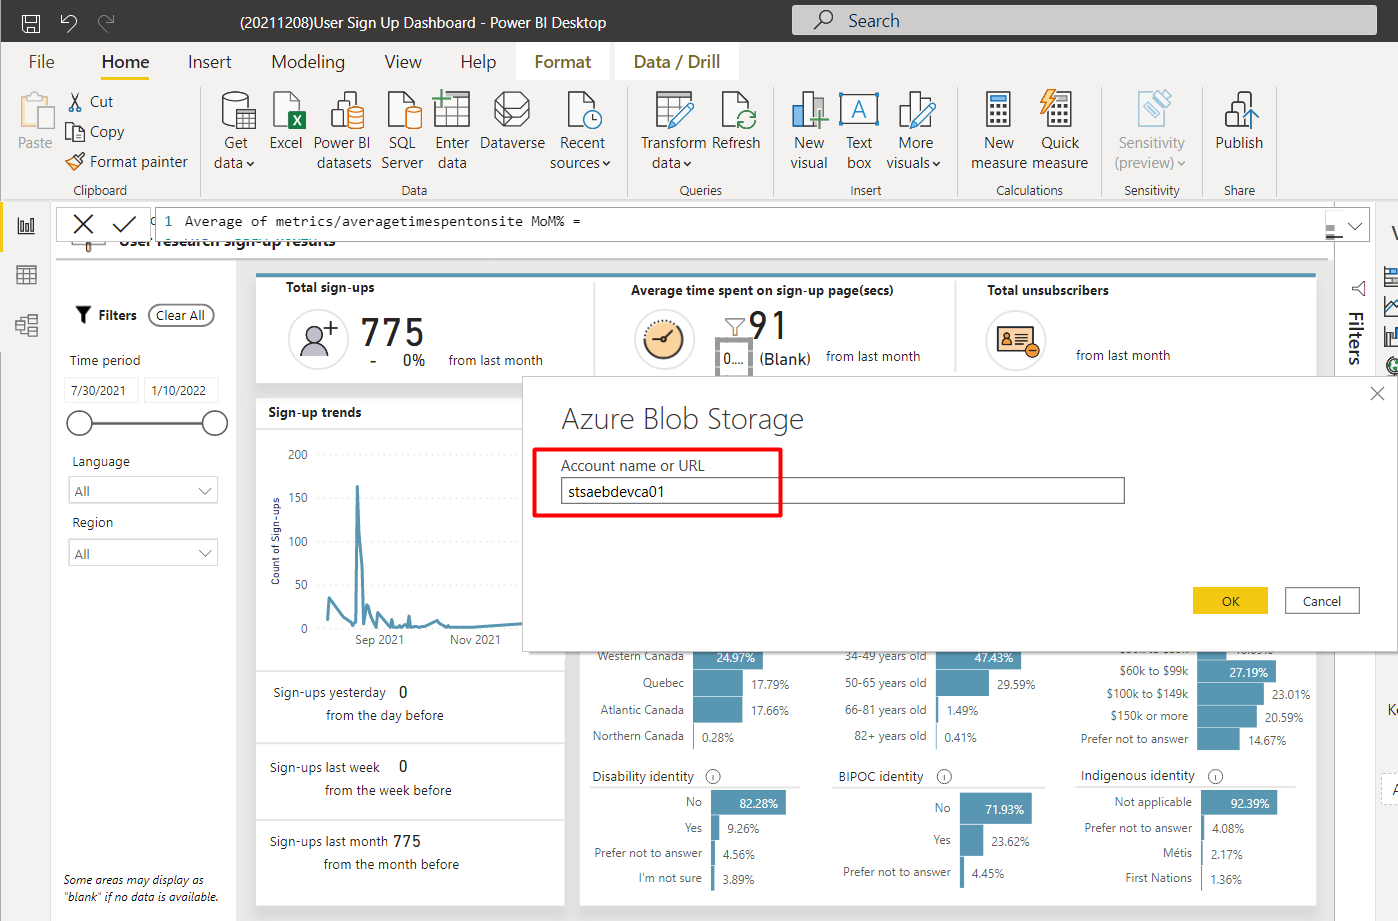 (20211208)User Sign Up Dashboard - Power BI Desktop
Search
File Home Insert Modeling View Help Format Data / Drill
Paste
Cut
Copy
Format painter
Clipboard
Get data
Excel
Power BI datasets
SQL Server
Enter data
Dataverse
Recent sources
Data
Transform data
Refresh
Queries
New visual
Text box
More visuals
Insert
New measure
Quick measure
Calculations
Sensitivity (preview)
Sensitivity
Publish
Share
1 Average of metrics/averagetimespentonsite MoM% =
User research sign-up results
Filters
Clear All
Time period
7/30/2021 1/10/2022
Language
All
Region
All
Some areas may display as
"blank" if no data is available.
Total sign-ups
775
- 0% from last month
Average time spent on sign-up page(secs)
91
0.... (Blank) from last month
Total unsubscribers
from last month
Filters
Sign-up trends
Count of Sign-ups
200
150
100
50
0
Sep 2021 Nov 2021
Azure Blob Storage
Account name or URL
stsaebdevca01
OK Cancel
Sign-ups yesterday 0
from the day before
Sign-ups last week 0
from the week before
Sign-ups last month 775
from the month before
Western Canada 24.97%
Quebec 17.79%
Atlantic Canada 17.66%
Northern Canada 0.28%
34-49 years old 47.43%
50-65 years old 29.59%
66-81 years old 1.49%
82+ years old 0.41%
$60k to $99k 27.19%
$100k to $149k 23.01%
$150k or more 20.59%
Prefer not to answer 14.67%
Disability identity
No 82.28%
Yes 9.26%
Prefer not to answer 4.56%
I'm not sure 3.89%
BIPOC identity
No 71.93%
Yes 23.62%
Prefer not to answer 4.45%
Indigenous identity
Not applicable 92.39%
Prefer not to answer 4.08%
Métis 2.17%
First Nations 1.36%